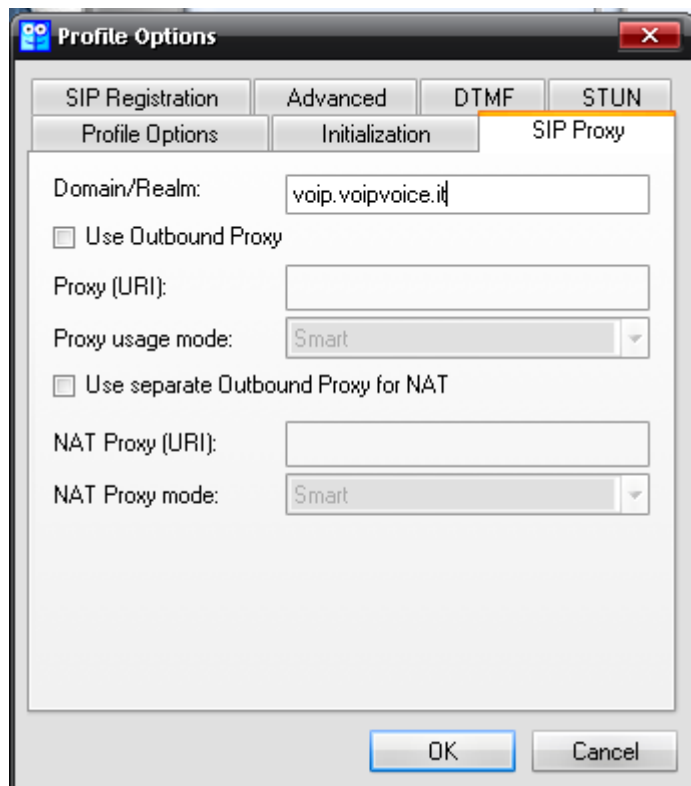 Profile Options
SIP Registration Advanced DTMF STUN
Profile Options Initialization SIP Proxy
Domain/Realm: voip.voipvoice.it
Use Outbound Proxy
Proxy (URI):
Proxy usage mode: Smart
Use separate Outbound Proxy for NAT
NAT Proxy (URI):
NAT Proxy mode: Smart
OK Cancel